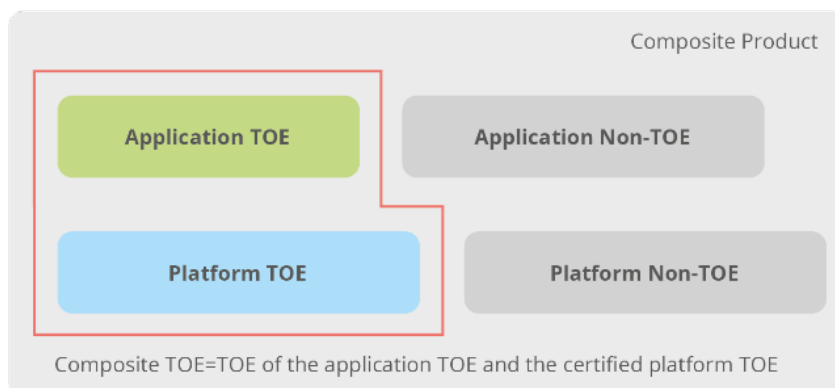 Composite Product
Application TOE
Application Non-TOE
Platform TOE
Platform Non-TOE
Composite TOE=TOE of the application TOE and the certified platform TOE